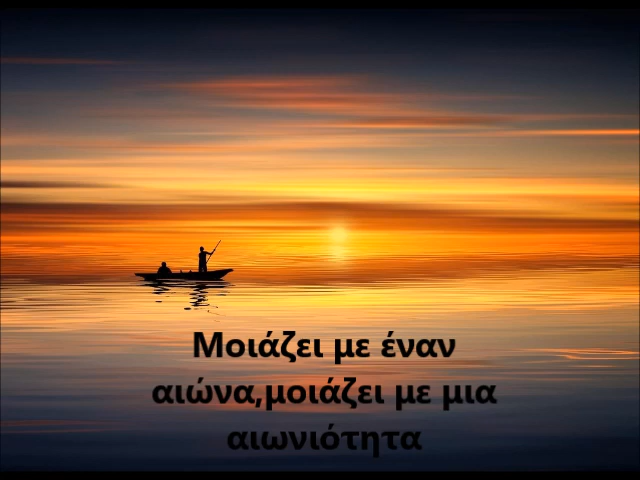 Μοιάζει με έναν
αιώνα,μοιάζει με μια
αιωνιότητα